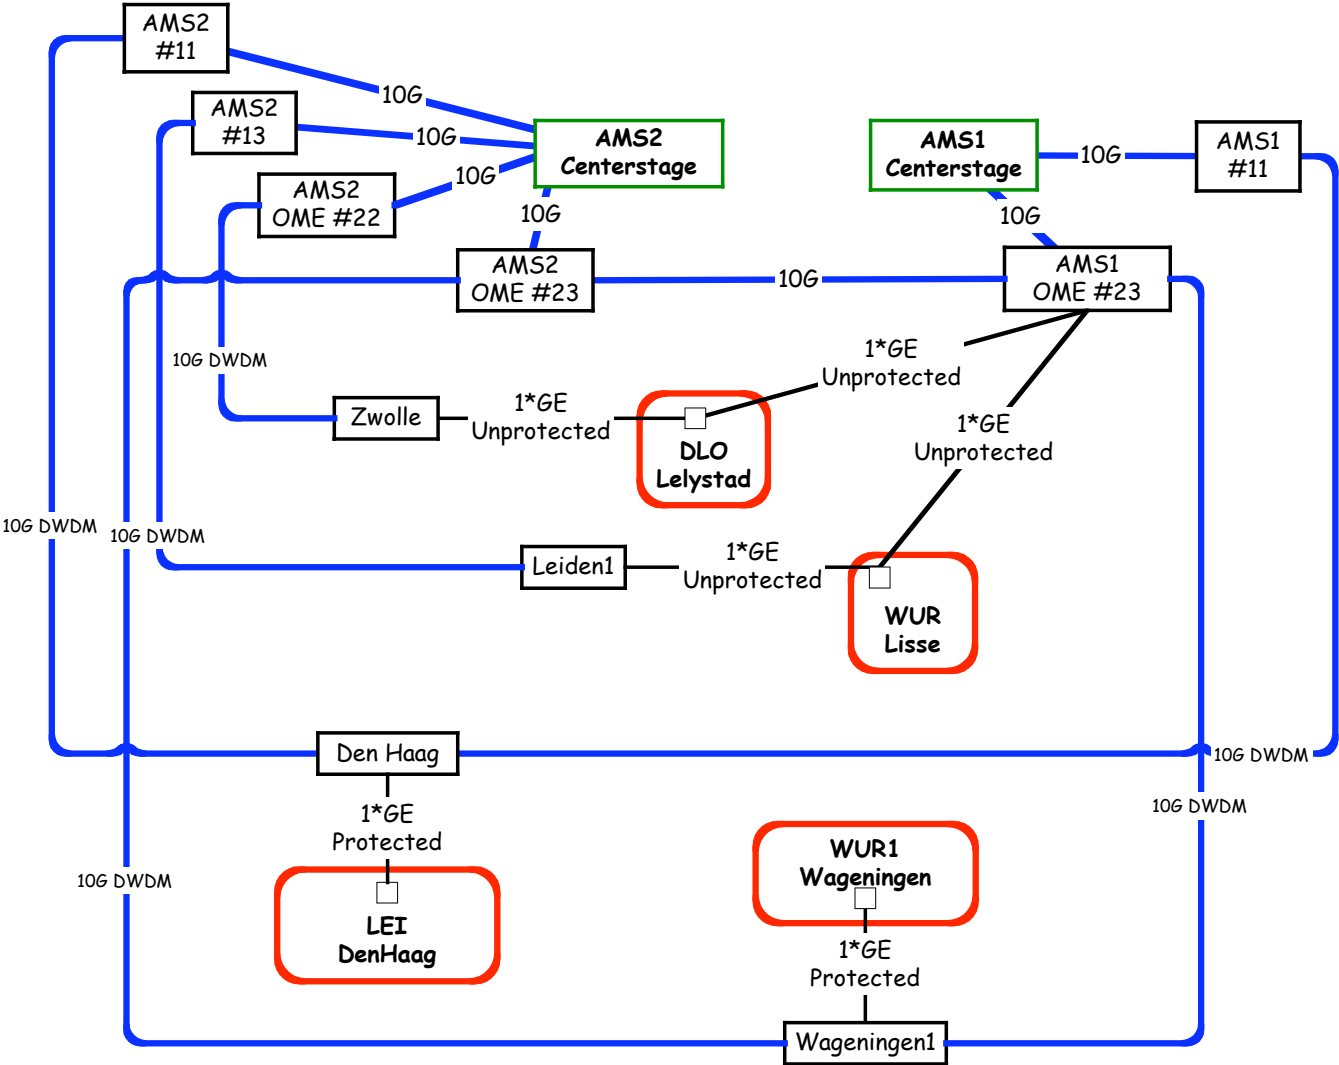 AMS2
#11
10G
AMS2
#13
10G
AMS2
Centerstage
AMS1
Centerstage
10G
AMS1
#11
AMS2
OME #22
10G
10G
10G
AMS2
OME #23
10G
AMS1
OME #23
10G DWDM
1*GE
Unprotected
Zwolle
1*GE
Unprotected
DLO
Lelystad
1*GE
Unprotected
10G DWDM
10G DWDM
Leiden1
1*GE
Unprotected
WUR
Lisse
Den Haag
10G DWDM
1*GE
Protected
10G DWDM
10G DWDM
LEI
DenHaag
WUR1
Wageningen
1*GE
Protected
Wageningen1